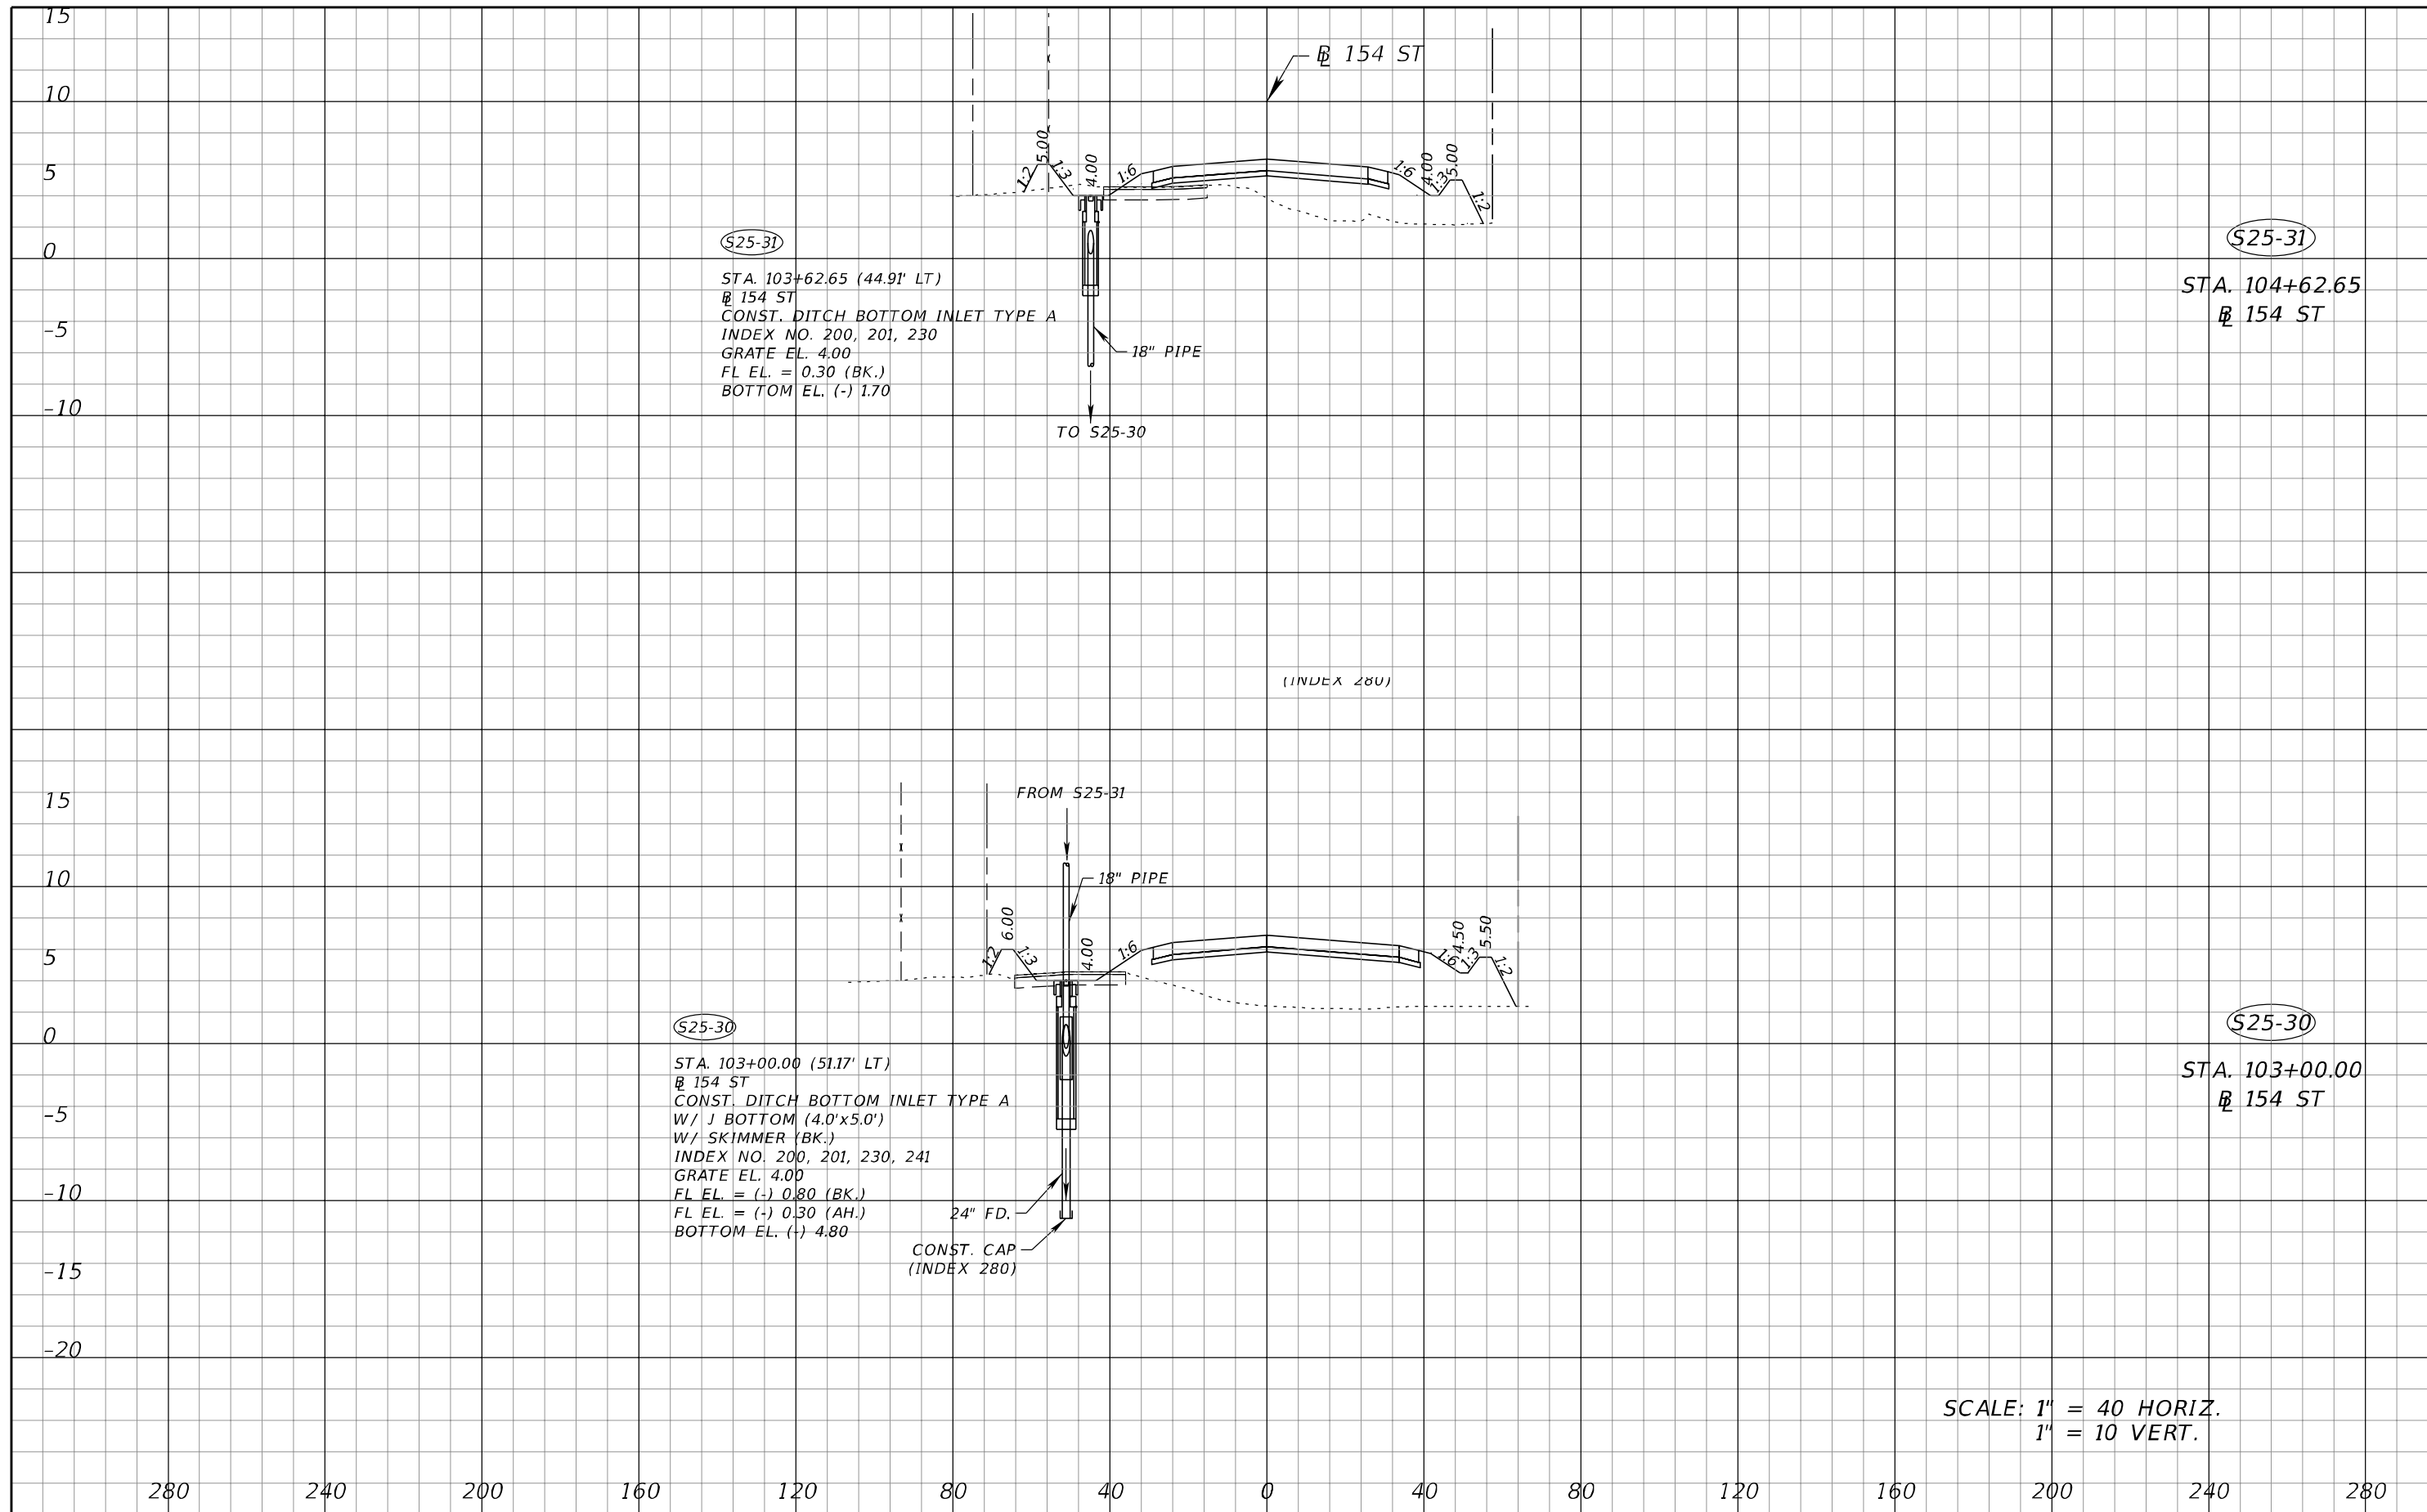 15
10
5
0
-5
-10
BL 154 ST
1:2
5.00
1:3
4.00
1:6
1:6
4.00
1:3
5.00
1:2
S25-31
STA. 103+62.65 (44.91' LT)
BL 154 ST
CONST. DITCH BOTTOM INLET TYPE A
INDEX NO. 200, 201, 230
GRATE EL. 4.00
FL EL. = 0.30 (BK.)
BOTTOM EL. (-) 1.70
18" PIPE
TO S25-30
S25-31
STA. 104+62.65
BL 154 ST
(INDEX 280)
15
10
5
0
-5
-10
-15
-20
FROM S25-31
18" PIPE
1:2
6.00
1:3
4.00
1:6
1:6
4.50
1:3
5.50
1:2
S25-30
STA. 103+00.00 (51.17' LT)
BL 154 ST
CONST. DITCH BOTTOM INLET TYPE A
W/ J BOTTOM (4.0'x5.0')
W/ SKIMMER (BK.)
INDEX NO. 200, 201, 230, 241
GRATE EL. 4.00
FL EL. = (-) 0.80 (BK.)
FL EL. = (-) 0.30 (AH.)
BOTTOM EL. (-) 4.80
24" FD.
CONST. CAP
(INDEX 280)
S25-30
STA. 103+00.00
BL 154 ST
SCALE: 1" = 40 HORIZ.
1" = 10 VERT.
280 240 200 160 120 80 40 0 40 80 120 160 200 240 280